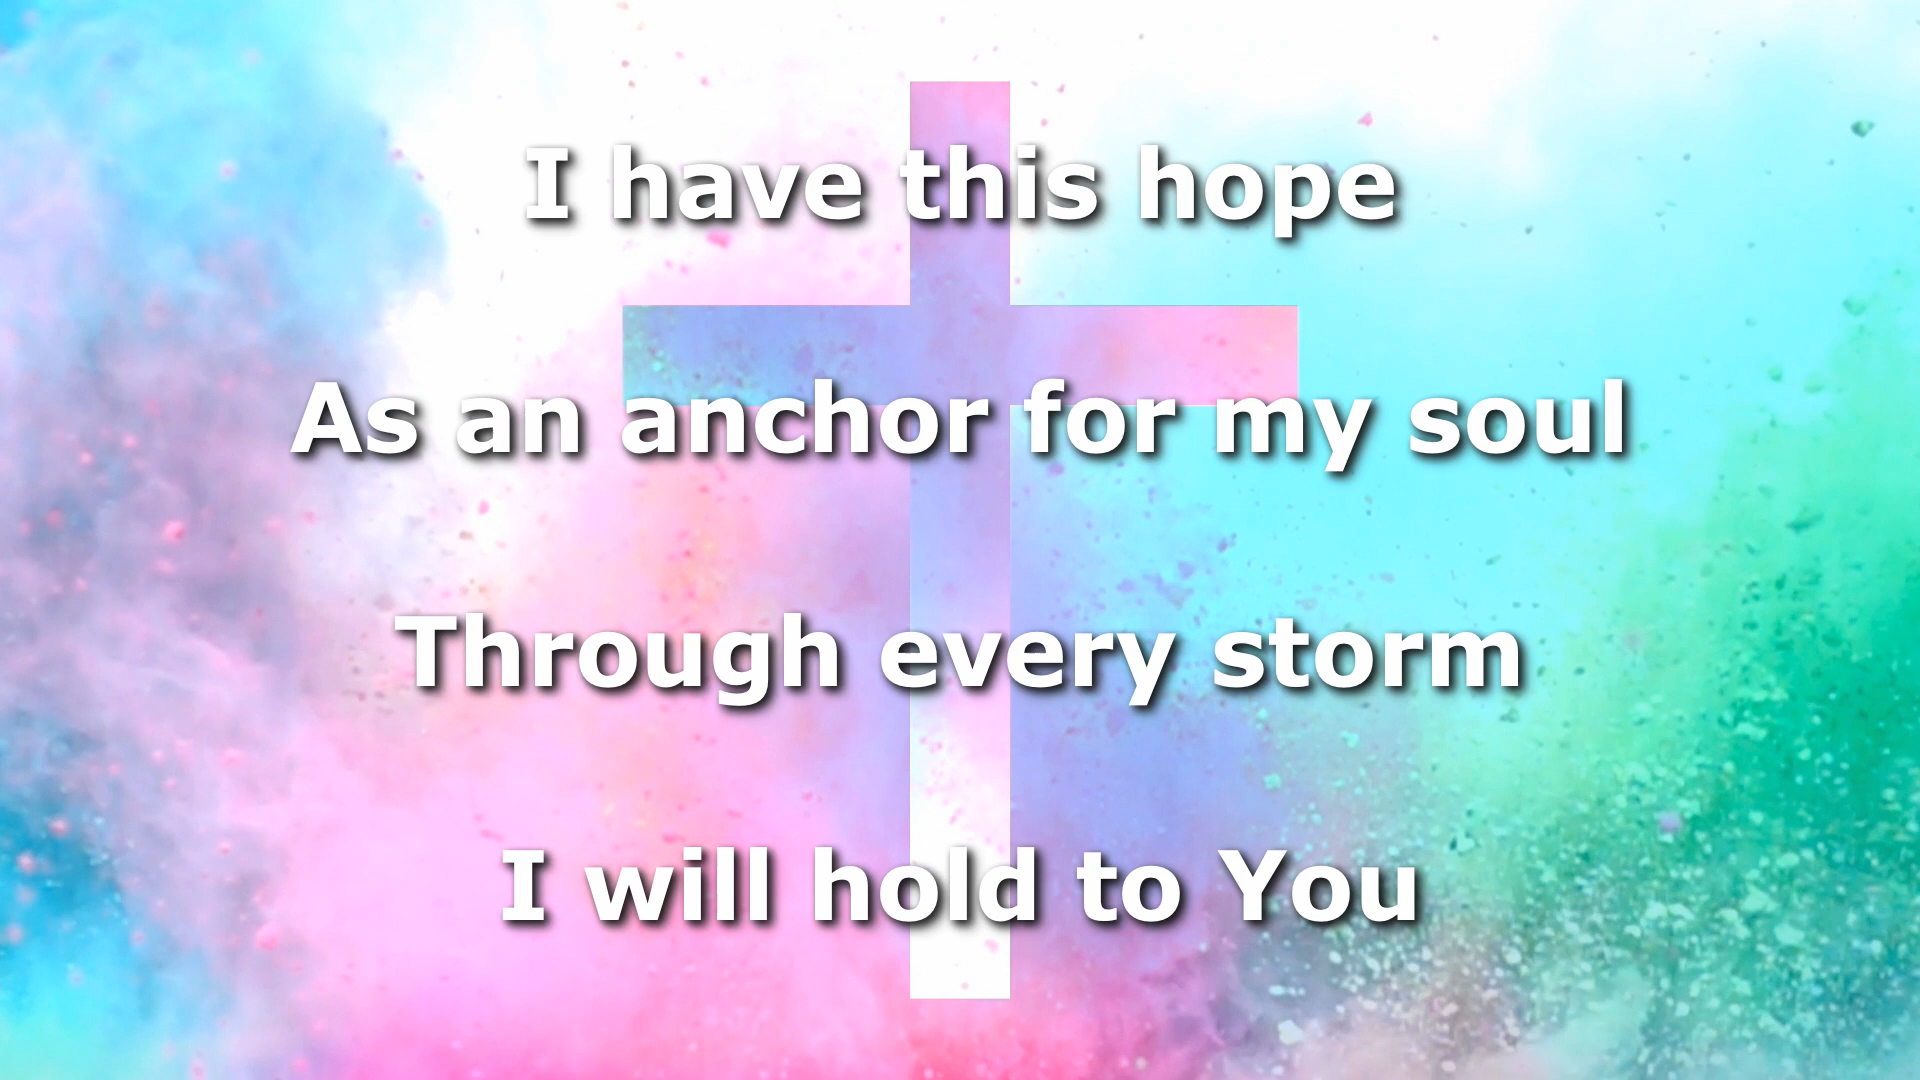 I have this hope
As an anchor for my soul
Through every storm
I will hold to You